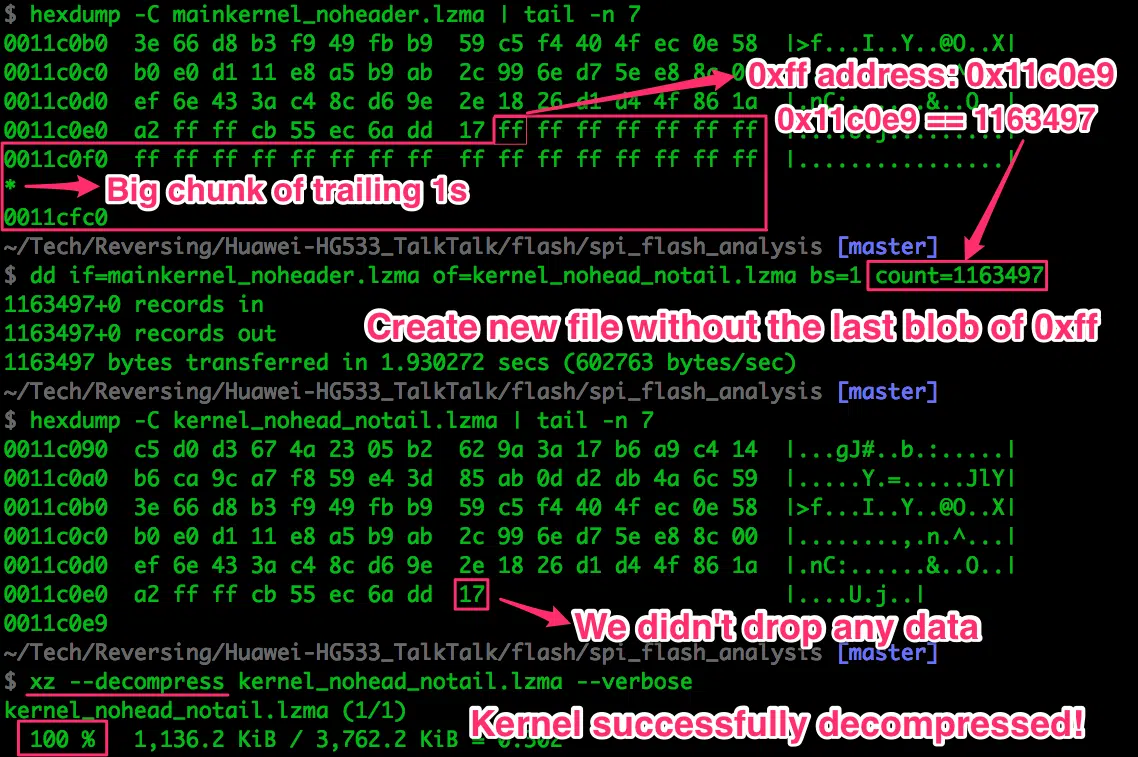 $ hexdump -C mainkernel_noheader.lzma | tail -n 7
0011c0b0  3e 66 d8 b3 f9 49 fb b9  59 c5 f4 40 4f ec 0e 58  |>f...I..Y..@O..X|
0011c0c0  b0 e0 d1 11 e8 a5 b9 ab  2c 99 6e d7 5e e8 8c
0xff address: 0x11c0e9
0011c0d0  ef 6e 43 3a c4 8c d6 9e  2e 18 26 d1 d4 4f 86 1a  |.nC:......&..O..|
0x11c0e9 == 1163497
0011c0e0  a2 ff ff cb 55 ec 6a dd  17 ff ff ff ff ff ff ff
0011c0f0  ff ff ff ff ff ff ff ff  ff ff ff ff ff ff ff ff  |................|
*
Big chunk of trailing 1s
0011cfc0
~/Tech/Reversing/Huawei-HG533_TalkTalk/flash/spi_flash_analysis [master]
$ dd if=mainkernel_noheader.lzma of=kernel_nohead_notail.lzma bs=1 count=1163497
1163497+0 records in
1163497+0 records out
Create new file without the last blob of 0xff
1163497 bytes transferred in 1.930272 secs (602763 bytes/sec)
~/Tech/Reversing/Huawei-HG533_TalkTalk/flash/spi_flash_analysis [master]
$ hexdump -C kernel_nohead_notail.lzma | tail -n 7
0011c090  c5 d0 d3 67 4a 23 05 b2  62 9a 3a 17 b6 a9 c4 14  |...gJ#..b.:.....|
0011c0a0  b6 ca 9c a7 f8 59 e4 3d  85 ab 0d d2 db 4a 6c 59  |.....Y.=.....JlY|
0011c0b0  3e 66 d8 b3 f9 49 fb b9  59 c5 f4 40 4f ec 0e 58  |>f...I..Y..@O..X|
0011c0c0  b0 e0 d1 11 e8 a5 b9 ab  2c 99 6e d7 5e e8 8c 00  |........,.n.^...|
0011c0d0  ef 6e 43 3a c4 8c d6 9e  2e 18 26 d1 d4 4f 86 1a  |.nC:......&..O..|
0011c0e0  a2 ff ff cb 55 ec 6a dd  17  |....U.j..|
0011c0e9
We didn't drop any data
~/Tech/Reversing/Huawei-HG533_TalkTalk/flash/spi_flash_analysis [master]
$ xz --decompress kernel_nohead_notail.lzma --verbose
kernel_nohead_notail.lzma (1/1)
Kernel successfully decompressed!
100 %  1,136.2 KiB / 3,762.2 KiB = 0.302